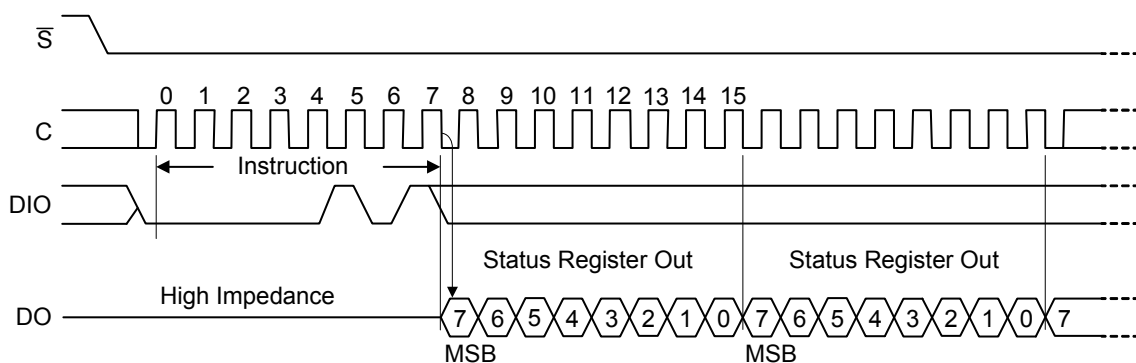 S
0 1 2 3 4 5 6 7 8 9 10 11 12 13 14 15
C
Instruction
DIO
Status Register Out Status Register Out
High Impedance
DO 7 6 5 4 3 2 1 0 7 6 5 4 3 2 1 0 7
MSB MSB